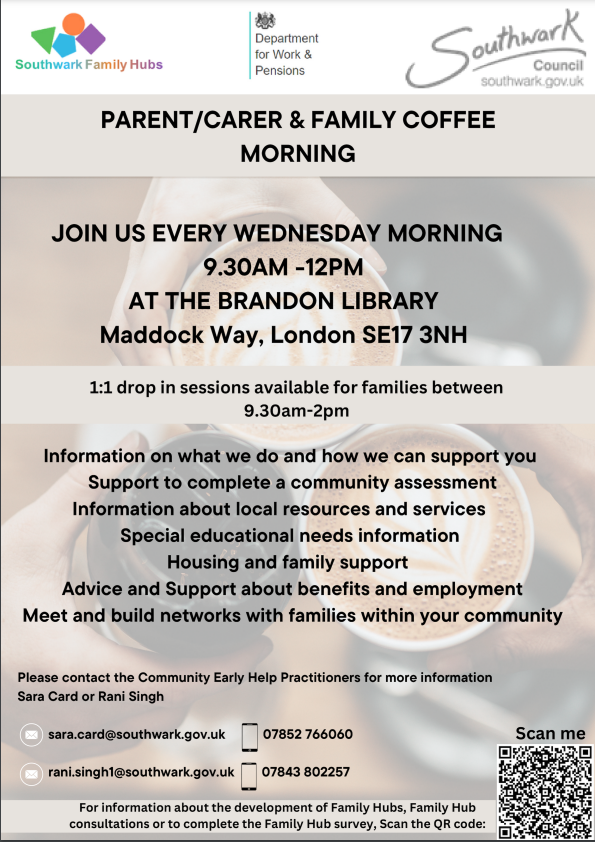 Southwark Family Hubs
Department
for Work &
Pensions
Southwark
Council
southwark.gov.uk
PARENT/CARER & FAMILY COFFEE
MORNING
JOIN US EVERY WEDNESDAY MORNING
9.30AM -12PM
AT THE BRANDON LIBRARY
Maddock Way, London SE17 3NH
1:1 drop in sessions available for families between
9.30am-2pm
Information on what we do and how we can support you
Support to complete a community assessment
Information about local resources and services
Special educational needs information
Housing and family support
Advice and Support about benefits and employment
Meet and build networks with families within your community
Please contact the Community Early Help Practitioners for more information
Sara Card or Rani Singh
sara.card@southwark.gov.uk 07852 766060
rani.singh1@southwark.gov.uk 07843 802257
Scan me
For information about the development of Family Hubs, Family Hub
consultations or to complete the Family Hub survey, Scan the QR code: